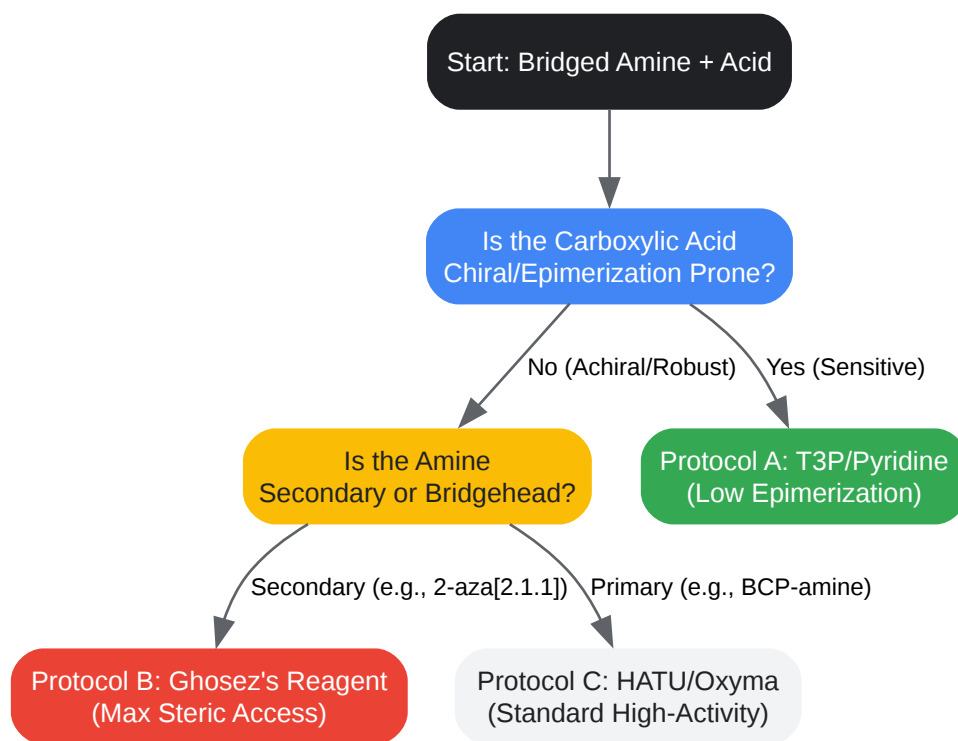 Start: Bridged Amine + Acid
Is the Carboxylic Acid
Chiral/Epimerization Prone?
No (Achiral/Robust)
Yes (Sensitive)
Is the Amine
Secondary or Bridgehead?
Protocol A: T3P/Pyridine
(Low Epimerization)
Secondary (e.g., 2-aza[2.1.1])
Primary (e.g., BCP-amine)
Protocol B: Ghosez's Reagent
(Max Steric Access)
Protocol C: HATU/Oxyma
(Standard High-Activity)